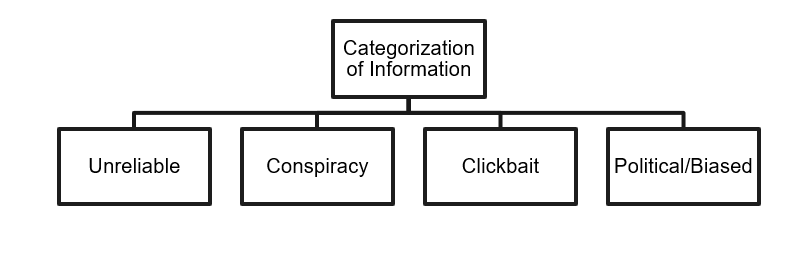 Categorization
of Information
Unreliable
Conspiracy
Clickbait
Political/Biased